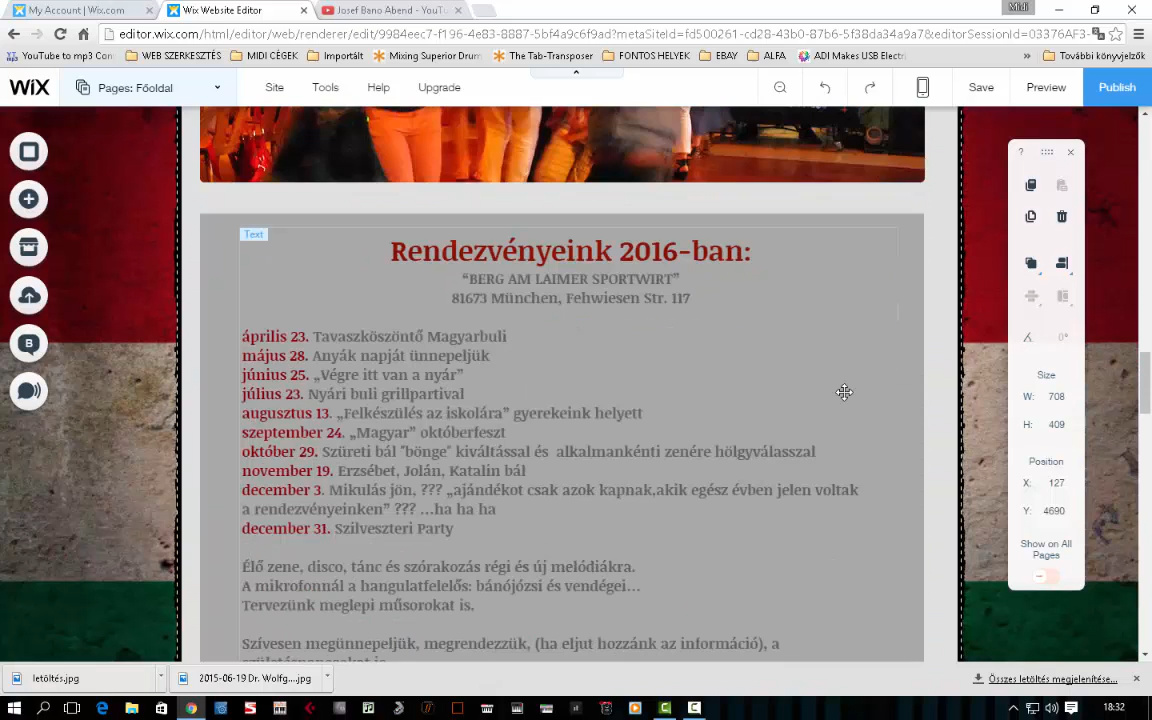 My Account | Wix.com
Wix Website Editor
Josef Bano Abend - YouTu
Midi
editor.wix.com/html/editor/web/renderer/edit/9984eec7-f196-4e83-8887-5bf4a9c6f9ad?metaSiteId=fd500261-cd28-43b0-87b6-5f38da34a9a7&editorSessionId=03376AF3-
YouTube to mp3 Con
WEB SZERKESZTÉS
MIDI CÉGEK
Importált
Mixing Superior Drum
The Tab-Transposer
FONTOS HELYEK
EBAY
ALFA
ADI Makes USB Electri
»
További könyvjelzők
WiX
Pages: Főoldal
Site
Tools
Help
Upgrade
Save
Preview
Publish
Text
Rendezvényeink 2016-ban:
“BERG AM LAIMER SPORTWIRT”
81673 München, Fehwiesen Str. 117
április 23. Tavaszköszöntő Magyarbuli
május 28. Anyák napját ünnepeljük
június 25. „Végre itt van a nyár”
július 23. Nyári buli grillpartival
augusztus 13. „Felkészülés az iskolára” gyerekeink helyett
szeptember 24. „Magyar” októberfeszt
október 29. Szüreti bál "bönge" kiváltással és  alkalmankénti zenére hölgyválasszal
november 19. Erzsébet, Jolán, Katalin bál
december 3. Mikulás jön, ??? „ajándékot csak azok kapnak,akik egész évben jelen voltak
a rendezvényeinken” ??? …ha ha ha
december 31. Szilveszteri Party
Élő zene, disco, tánc és szórakozás régi és új melódiákra.
A mikrofonnál a hangulatfelelős: bánójózsi és vendégei…
Tervezünk meglepi műsorokat is.
Szívesen megünnepeljük, megrendezzük, (ha eljut hozzánk az információ), a
?
0°
Size
W: 708
H: 409
Position
X: 127
Y: 4690
Show on All
Pages
letöltés.jpg
2015-06-19 Dr. Wolfg....jpg
Összes letöltés megjelenítése...
18:32